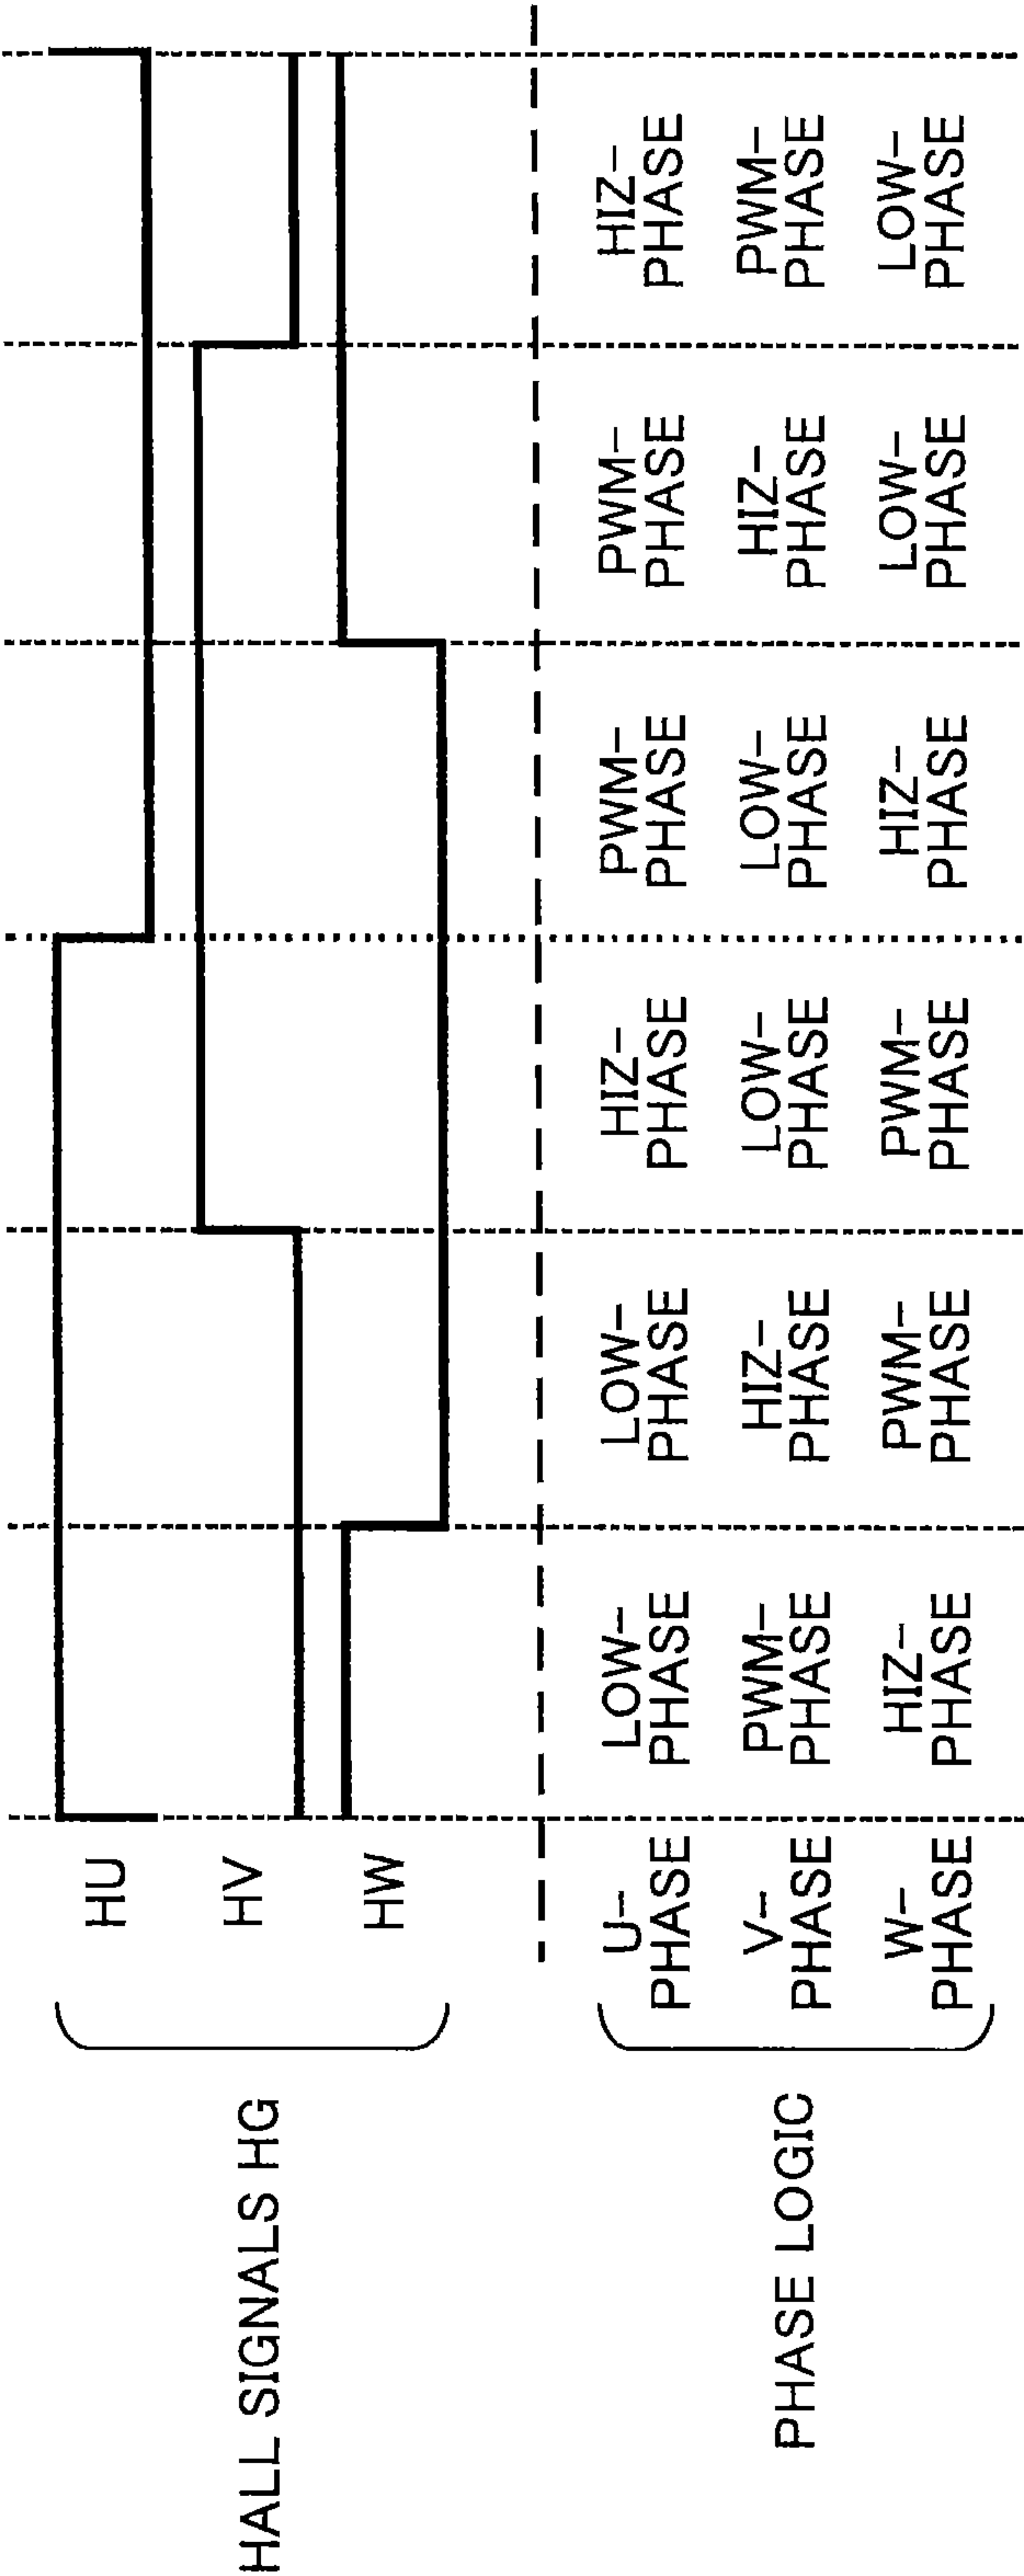 HALL SIGNALS HG
HU
HV
HW
PHASE LOGIC
U-
PHASE
LOW-
PHASE
LOW-
PHASE
HIZ-
PHASE
PWM-
PHASE
PWM-
PHASE
HIZ-
PHASE
V-
PHASE
PWM-
PHASE
HIZ-
PHASE
LOW-
PHASE
LOW-
PHASE
HIZ-
PHASE
PWM-
PHASE
W-
PHASE
HIZ-
PHASE
PWM-
PHASE
PWM-
PHASE
HIZ-
PHASE
LOW-
PHASE
LOW-
PHASE